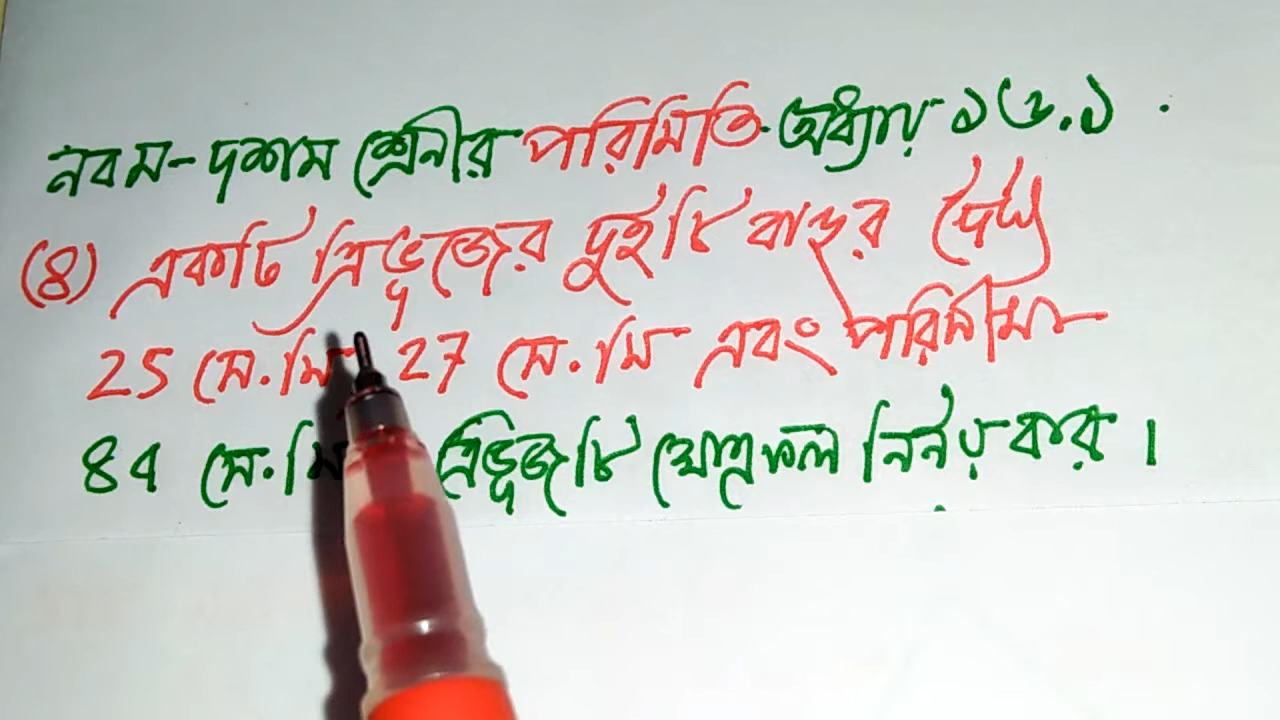 নবম-দশম শ্রেনীর পরিমিতি অধ্যায় ১৬.১
(৪) একটি ত্রিভূজের দুইটি বাহুর দৈর্ঘ্য
25 সে.মি 27 সে.মি এবং পরিসীমা
84 সে.মি ত্রিভূজটি ক্ষেত্রফল নির্নয় কর।